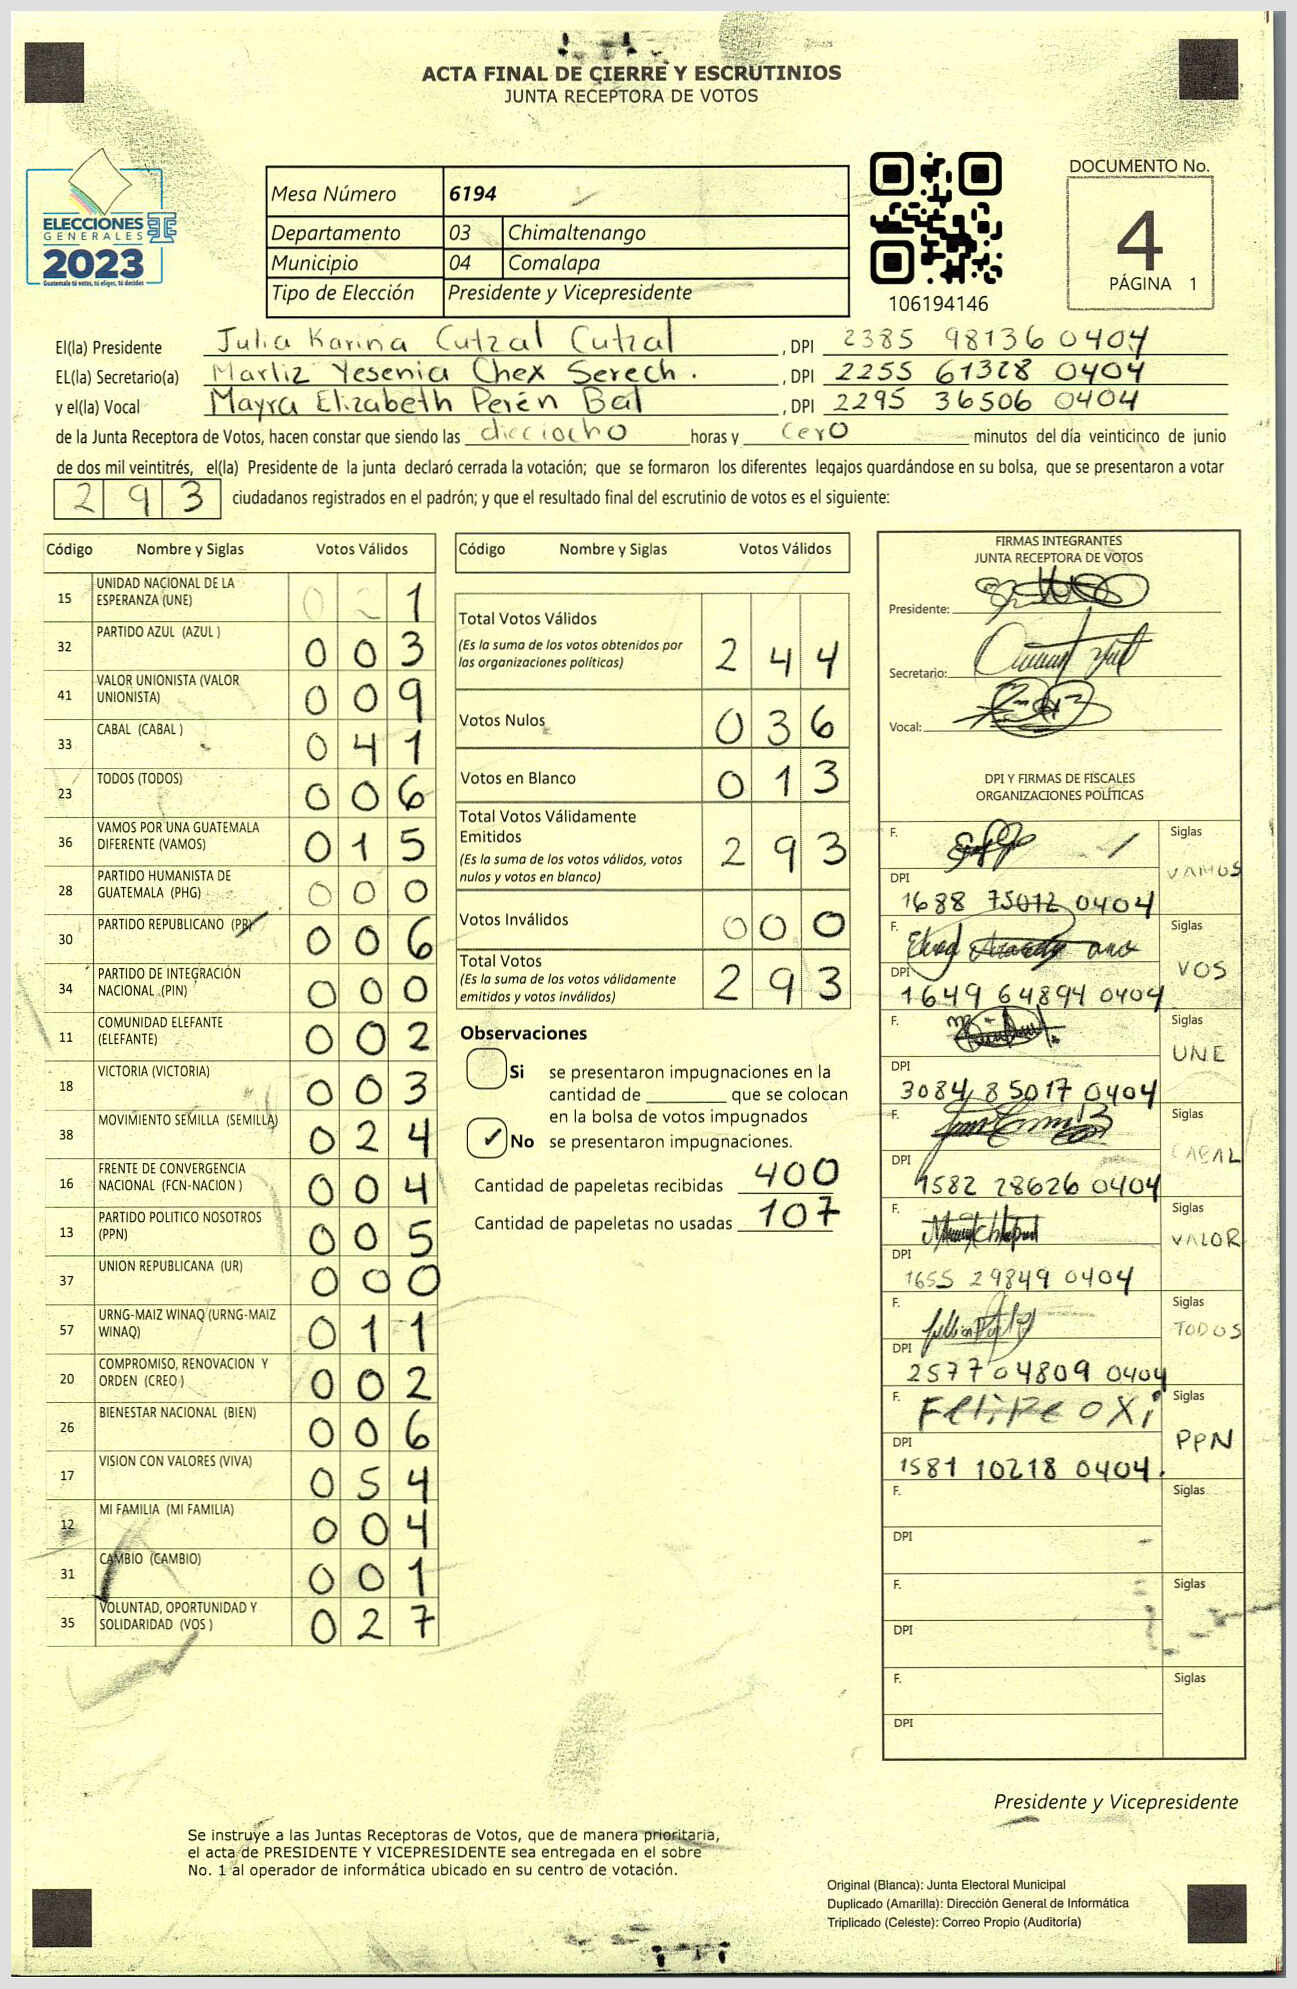 ACTA FINAL DE CIERRE Y ESCRUTINIOS
JUNTA RECEPTORA DE VOTOS
ELECCIONES
GENERALES
2023
Guatemala tú votas, tú eliges, tú decides
Mesa Número 6194
Departamento 03 Chimaltenango
Municipio 04 Comalapa
Tipo de Elección Presidente y Vicepresidente
106194146
DOCUMENTO No.
4
PÁGINA 1
El(la) Presidente Julia Karina Cutzal Cutzal , DPI 2385 98136 0404
EL(la) Secretario(a) Marliz Yesenia Chex Serech. , DPI 2255 61328 0404
y el(la) Vocal Mayra Elizabeth Perén Bal , DPI 2295 36506 0404
de la Junta Receptora de Votos, hacen constar que siendo las dieciocho horas y cero minutos del día veinticinco de junio
de dos mil veintitrés, el(la) Presidente de la junta declaró cerrada la votación; que se formaron los diferentes legajos guardándose en su bolsa, que se presentaron a votar
293 ciudadanos registrados en el padrón; y que el resultado final del escrutinio de votos es el siguiente:
Código Nombre y Siglas Votos Válidos
15 UNIDAD NACIONAL DE LA ESPERANZA (UNE) 0 2 1
32 PARTIDO AZUL (AZUL ) 0 0 3
41 VALOR UNIONISTA (VALOR UNIONISTA) 0 0 9
33 CABAL (CABAL ) 0 4 1
23 TODOS (TODOS) 0 0 6
36 VAMOS POR UNA GUATEMALA DIFERENTE (VAMOS) 0 1 5
28 PARTIDO HUMANISTA DE GUATEMALA (PHG) 0 0 0
30 PARTIDO REPUBLICANO (PR) 0 0 6
34 PARTIDO DE INTEGRACIÓN NACIONAL (PIN) 0 0 0
11 COMUNIDAD ELEFANTE (ELEFANTE) 0 0 2
18 VICTORIA (VICTORIA) 0 0 3
38 MOVIMIENTO SEMILLA (SEMILLA) 0 2 4
16 FRENTE DE CONVERGENCIA NACIONAL (FCN-NACION ) 0 0 4
13 PARTIDO POLITICO NOSOTROS (PPN) 0 0 5
37 UNION REPUBLICANA (UR) 0 0 0
57 URNG-MAIZ WINAQ (URNG-MAIZ WINAQ) 0 1 1
20 COMPROMISO, RENOVACION Y ORDEN (CREO ) 0 0 2
26 BIENESTAR NACIONAL (BIEN) 0 0 6
17 VISION CON VALORES (VIVA) 0 5 4
12 MI FAMILIA (MI FAMILIA) 0 0 4
31 CAMBIO (CAMBIO) 0 0 1
35 VOLUNTAD, OPORTUNIDAD Y SOLIDARIDAD (VOS ) 0 2 7
Código Nombre y Siglas Votos Válidos
Total Votos Válidos
(Es la suma de los votos obtenidos por
las organizaciones políticas) 2 4 4
Votos Nulos 0 3 6
Votos en Blanco 0 1 3
Total Votos Válidamente
Emitidos
(Es la suma de los votos válidos, votos
nulos y votos en blanco) 2 9 3
Votos Inválidos 0 0 0
Total Votos
(Es la suma de los votos válidamente
emitidos y votos inválidos) 2 9 3
Observaciones
Si se presentaron impugnaciones en la
cantidad de ________ que se colocan
en la bolsa de votos impugnados
✓ No se presentaron impugnaciones.
Cantidad de papeletas recibidas 400
Cantidad de papeletas no usadas 107
FIRMAS INTEGRANTES
JUNTA RECEPTORA DE VOTOS
Presidente:
Secretario:
Vocal:
DPI Y FIRMAS DE FISCALES
ORGANIZACIONES POLÍTICAS
F. Siglas VAMOS
DPI 1688 75072 0404
F. Siglas VOS
DPI 1649 64894 0404
F. Siglas UNE
DPI 3084 85017 0404
F. Siglas CABAL
DPI 1582 28626 0404
F. Siglas VALOR
DPI 1655 29849 0404
F. Siglas TODOS
DPI 2577 04809 0404
F. Felipe oxi Siglas PPN
DPI 1581 10218 0404.
F. Siglas
DPI
F. Siglas
DPI
F. Siglas
DPI
Presidente y Vicepresidente
Se instruye a las Juntas Receptoras de Votos, que de manera prioritaria,
el acta de PRESIDENTE Y VICEPRESIDENTE sea entregada en el sobre
No. 1 al operador de informática ubicado en su centro de votación.
Original (Blanca): Junta Electoral Municipal
Duplicado (Amarilla): Dirección General de Informática
Triplicado (Celeste): Correo Propio (Auditoría)